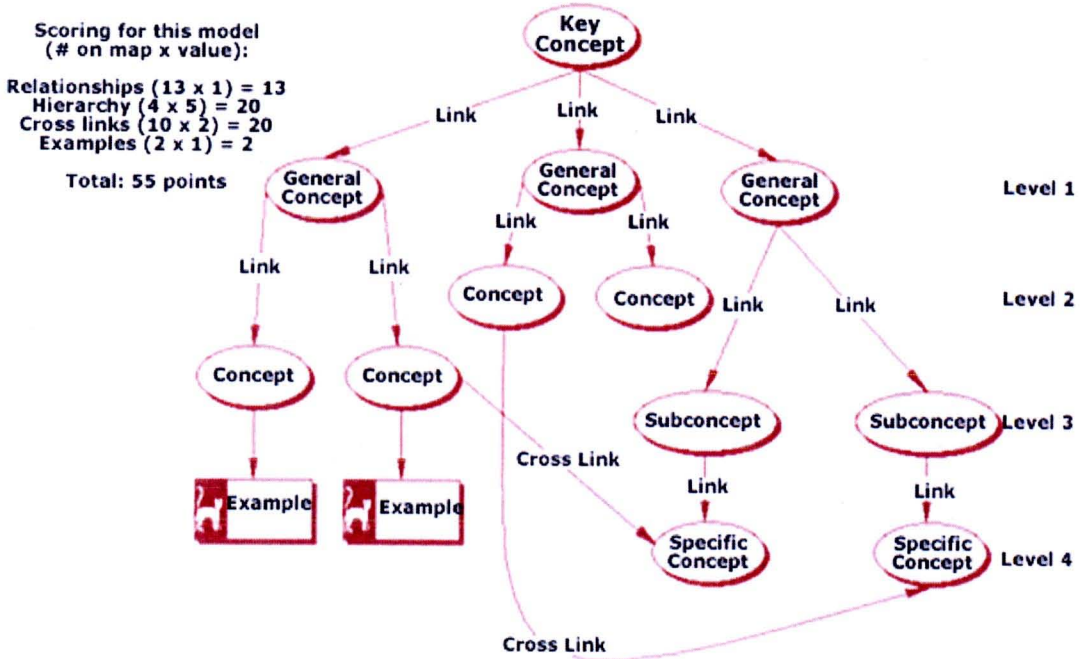 Scoring for this model
(# on map x value):
Relationships (13 x 1) = 13
Hierarchy (4 x 5) = 20
Cross links (10 x 2) = 20
Examples (2 x 1) = 2
Total: 55 points
Key
Concept
Link
Link
Link
General
Concept
General
Concept
General
Concept
Level 1
Link
Link
Link
Link
Concept
Concept
Link
Link
Level 2
Concept
Concept
Subconcept
Subconcept
Level 3
Cross Link
Link
Link
Example
Example
Specific
Concept
Specific
Concept
Level 4
Cross Link